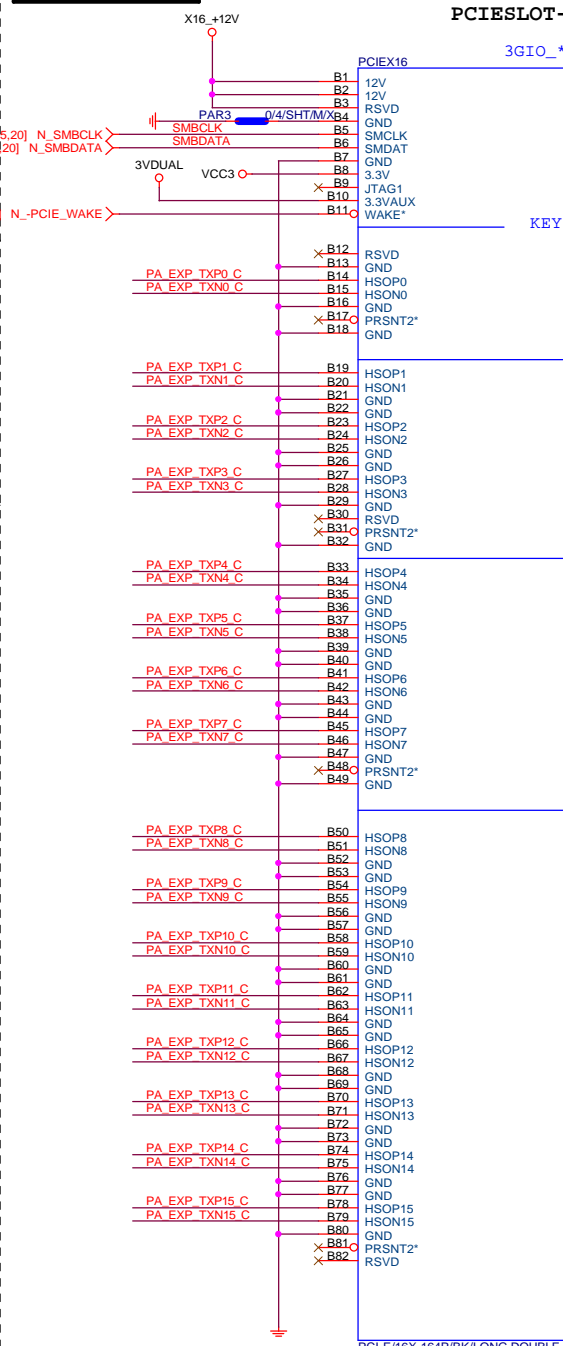 X16_+12V
PCIESLOT-
3GIO_*
PCIEX16
B1 12V
B2 12V
B3 RSVD
PAR3 0/4/SHT/M/X B4 GND
5,20] N_SMBCLK SMBCLK B5 SMCLK
20] N_SMBDATA SMBDATA B6 SMDAT
B7 GND
3VDUAL VCC3 B8 3.3V
B9 JTAG1
B10 3.3VAUX
N_-PCIE_WAKE B11 WAKE*
KEY
B12 RSVD
B13 GND
PA_EXP_TXP0_C B14 HSOP0
PA_EXP_TXN0_C B15 HSON0
B16 GND
B17 PRSNT2*
B18 GND
PA_EXP_TXP1_C B19 HSOP1
PA_EXP_TXN1_C B20 HSON1
B21 GND
B22 GND
PA_EXP_TXP2_C B23 HSOP2
PA_EXP_TXN2_C B24 HSON2
B25 GND
B26 GND
PA_EXP_TXP3_C B27 HSOP3
PA_EXP_TXN3_C B28 HSON3
B29 GND
B30 RSVD
B31 PRSNT2*
B32 GND
PA_EXP_TXP4_C B33 HSOP4
PA_EXP_TXN4_C B34 HSON4
B35 GND
B36 GND
PA_EXP_TXP5_C B37 HSOP5
PA_EXP_TXN5_C B38 HSON5
B39 GND
B40 GND
PA_EXP_TXP6_C B41 HSOP6
PA_EXP_TXN6_C B42 HSON6
B43 GND
B44 GND
PA_EXP_TXP7_C B45 HSOP7
PA_EXP_TXN7_C B46 HSON7
B47 GND
B48 PRSNT2*
B49 GND
PA_EXP_TXP8_C B50 HSOP8
PA_EXP_TXN8_C B51 HSON8
B52 GND
B53 GND
PA_EXP_TXP9_C B54 HSOP9
PA_EXP_TXN9_C B55 HSON9
B56 GND
B57 GND
PA_EXP_TXP10_C B58 HSOP10
PA_EXP_TXN10_C B59 HSON10
B60 GND
B61 GND
PA_EXP_TXP11_C B62 HSOP11
PA_EXP_TXN11_C B63 HSON11
B64 GND
B65 GND
PA_EXP_TXP12_C B66 HSOP12
PA_EXP_TXN12_C B67 HSON12
B68 GND
B69 GND
PA_EXP_TXP13_C B70 HSOP13
PA_EXP_TXN13_C B71 HSON13
B72 GND
B73 GND
PA_EXP_TXP14_C B74 HSOP14
PA_EXP_TXN14_C B75 HSON14
B76 GND
B77 GND
PA_EXP_TXP15_C B78 HSOP15
PA_EXP_TXN15_C B79 HSON15
B80 GND
B81 PRSNT2*
B82 RSVD